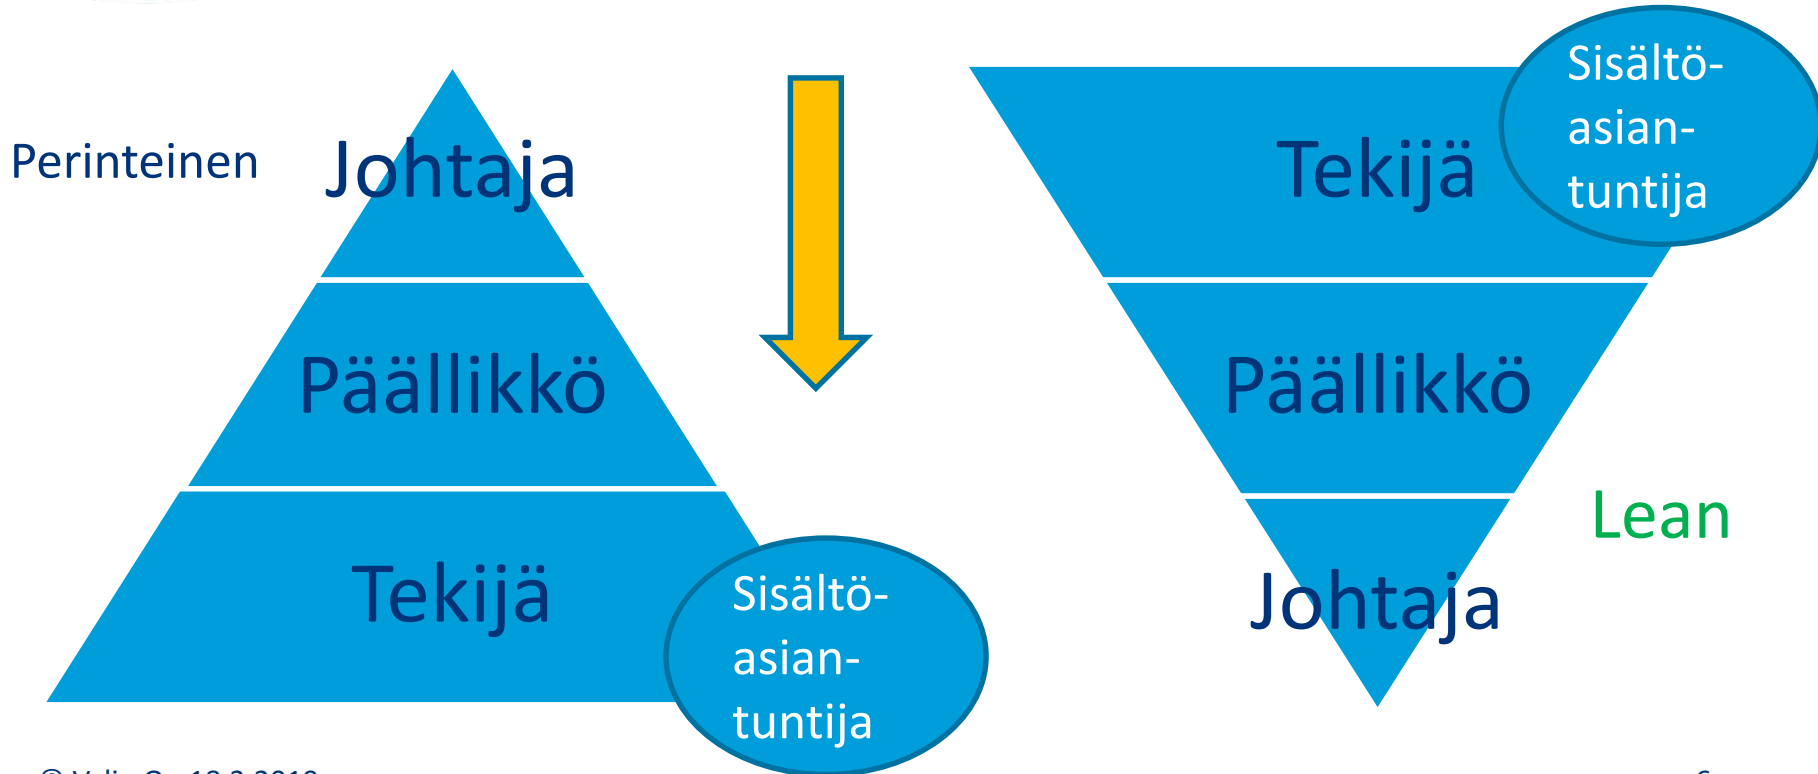 Perinteinen
Johtaja
Päällikkö
Tekijä
Sisältö-
asian-
tuntija
Tekijä
Sisältö-
asian-
tuntija
Päällikkö
Johtaja
Lean